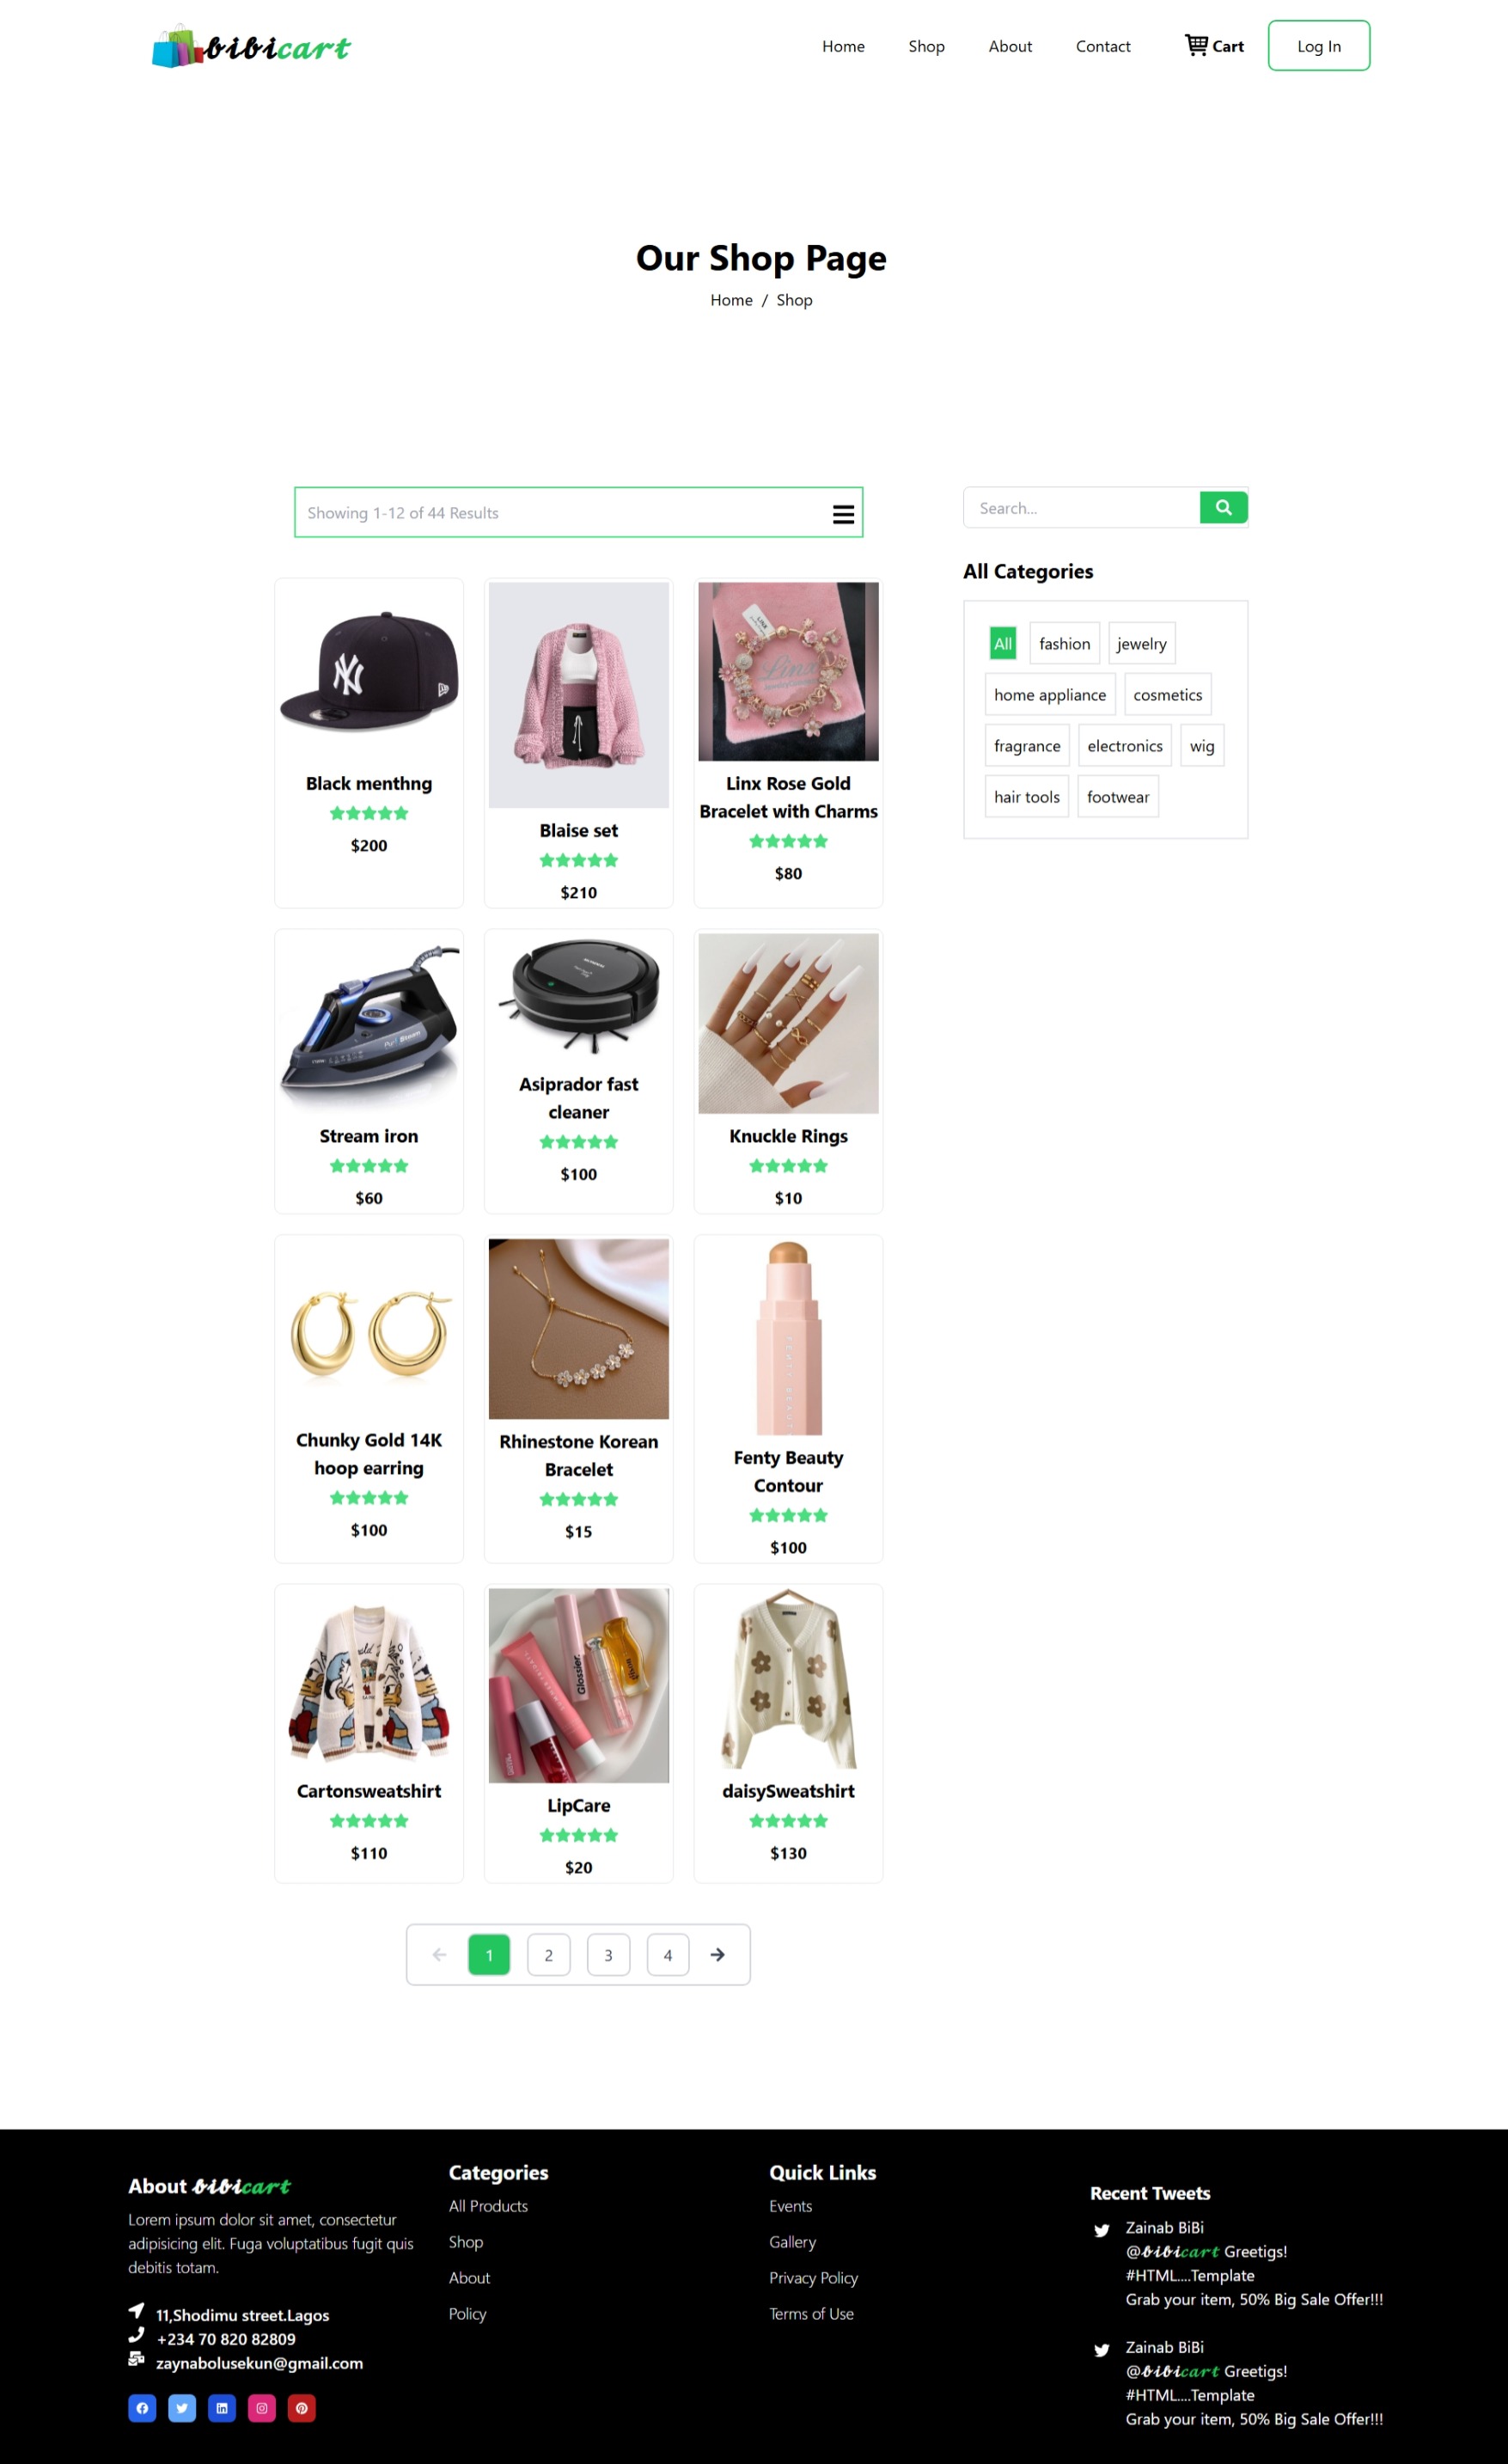 bibicart
Home Shop About Contact Cart Log In
Our Shop Page
Home / Shop
Showing 1-12 of 44 Results
Search...
All Categories
All fashion jewelry
home appliance cosmetics
fragrance electronics wig
hair tools footwear
NY
LINX
Linx
Black menthng
$200
Blaise set
$210
Linx Rose Gold
Bracelet with Charms
$80
Stream iron
$60
Asiprador fast
cleaner
$100
Knuckle Rings
$10
FENTY BEAUTY
Chunky Gold 14K
hoop earring
$100
Rhinestone Korean
Bracelet
$15
Fenty Beauty
Contour
$100
Glossier.
Cartonsweatshirt
$110
LipCare
$20
daisySweatshirt
$130
1 2 3 4
About bibicart
Lorem ipsum dolor sit amet, consectetur
adipisicing elit. Fuga voluptatibus fugit quis
debitis totam.
11,Shodimu street.Lagos
+234 70 820 82809
zaynabolusekun@gmail.com
Categories
All Products
Shop
About
Policy
Quick Links
Events
Gallery
Privacy Policy
Terms of Use
Recent Tweets
Zainab BiBi
@bibicart Greetigs!
#HTML....Template
Grab your item, 50% Big Sale Offer!!!
Zainab BiBi
@bibicart Greetigs!
#HTML....Template
Grab your item, 50% Big Sale Offer!!!